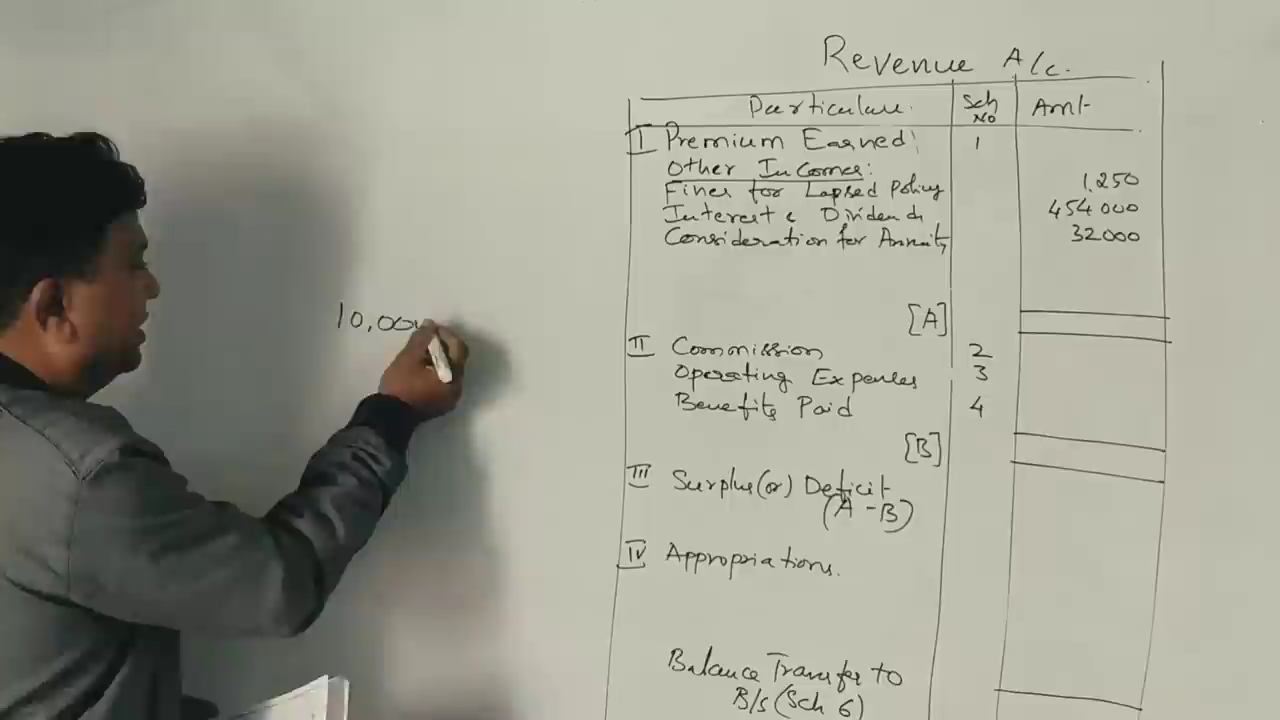 Revenue A/c.
Particulars. Sch No Amt
I Premium Earned: 1
Other Incomes:
Fines for Lapsed Policy 1,250
Interest & Dividends 454000
Consideration for Annuity 32000
[A]
II Commission 2
Operating Expenses 3
Benefits Paid 4
[B]
III Surplus (or) Deficit
(A - B)
IV Appropriations.
Balance Transfer to
B/s (Sch 6)
10,000